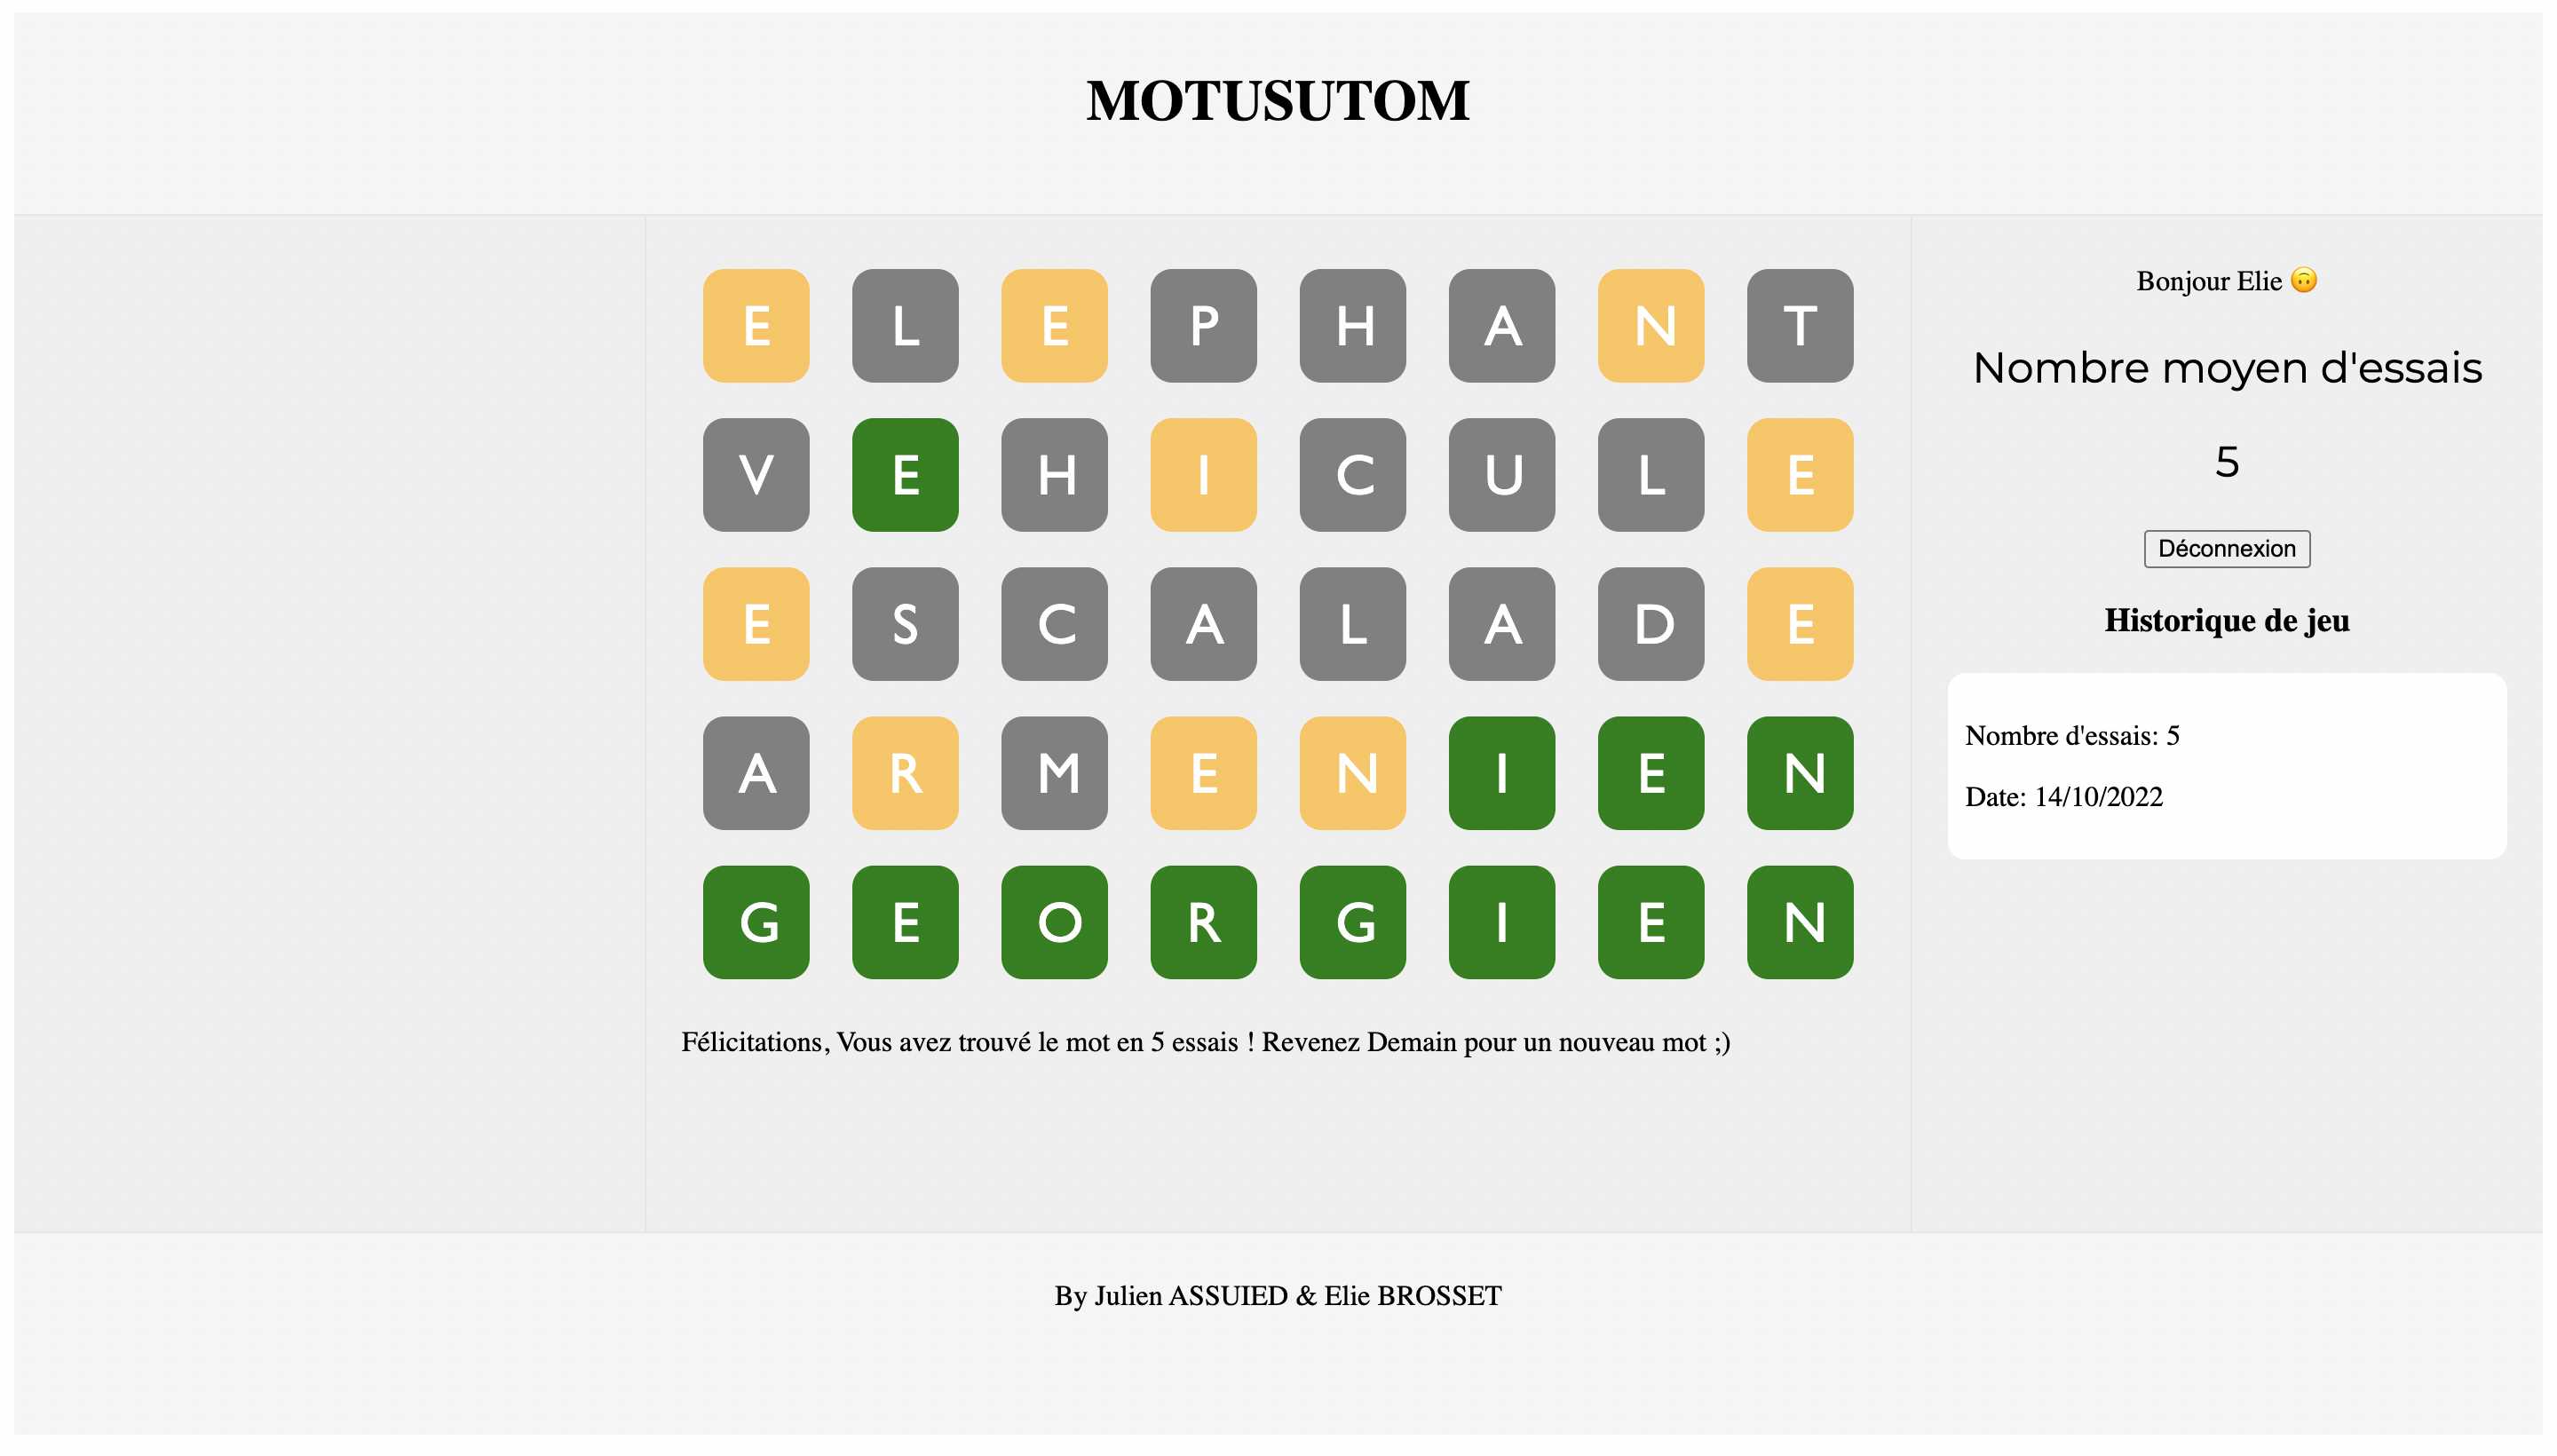 MOTUSUTOM
E L E P H A N T
V E H I C U L E
E S C A L A D E
A R M E N I E N
G E O R G I E N
Félicitations, Vous avez trouvé le mot en 5 essais ! Revenez Demain pour un nouveau mot ;)
Bonjour Elie 🙃
Nombre moyen d'essais
5
Déconnexion
Historique de jeu
Nombre d'essais: 5
Date: 14/10/2022
By Julien ASSUIED & Elie BROSSET